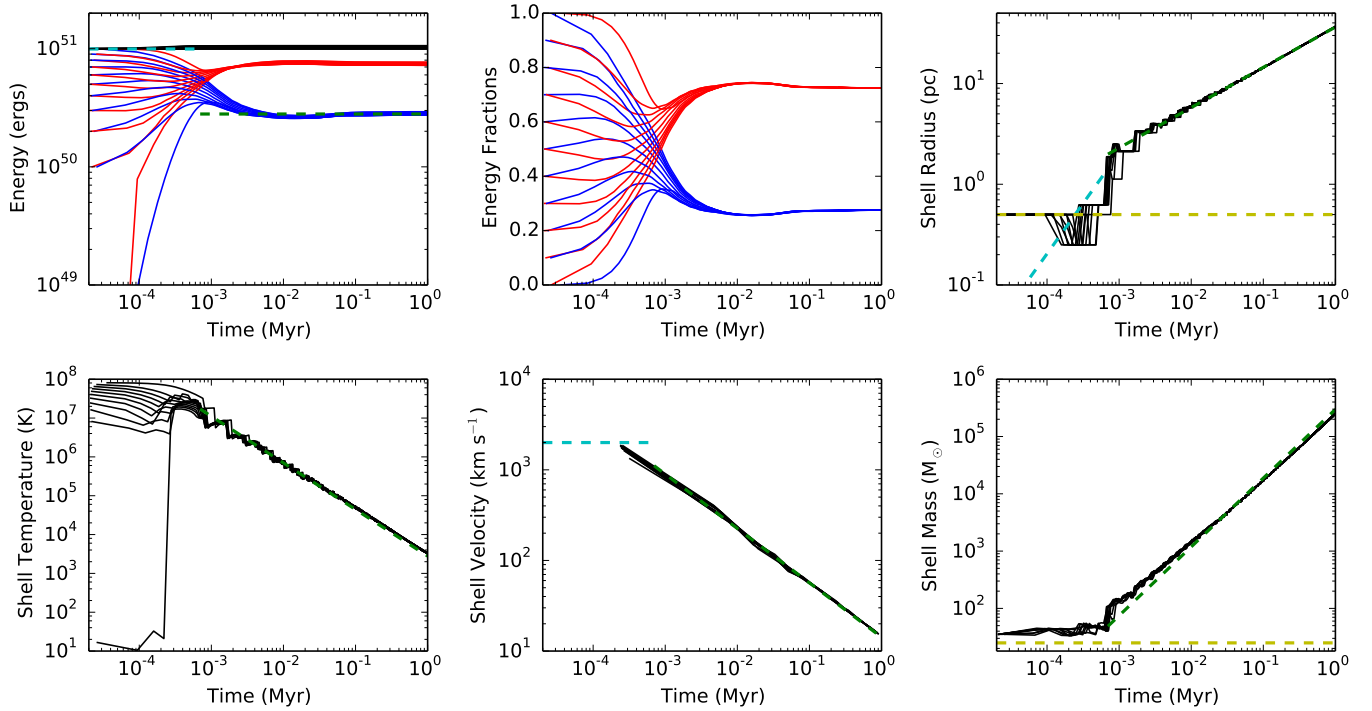 10^51
10^50
10^49
Energy (ergs)
10^-4 10^-3 10^-2 10^-1 10^0
Time (Myr)
1.0
0.8
0.6
0.4
0.2
0.0
Energy Fractions
10^-4 10^-3 10^-2 10^-1 10^0
Time (Myr)
10^1
10^0
10^-1
Shell Radius (pc)
10^-4 10^-3 10^-2 10^-1 10^0
Time (Myr)
10^8
10^7
10^6
10^5
10^4
10^3
10^2
10^1
Shell Temperature (K)
10^-4 10^-3 10^-2 10^-1 10^0
Time (Myr)
10^4
10^3
10^2
10^1
Shell Velocity (km s^-1)
10^-4 10^-3 10^-2 10^-1 10^0
Time (Myr)
10^6
10^5
10^4
10^3
10^2
Shell Mass (M_⊙)
10^-4 10^-3 10^-2 10^-1 10^0
Time (Myr)